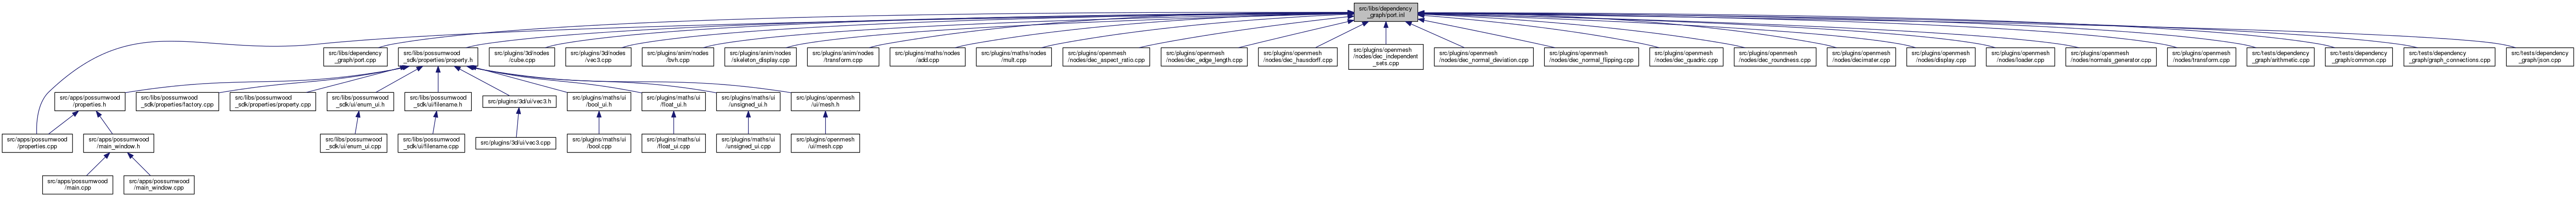 src/libs/dependency
_graph/port.inl
src/libs/dependency
_graph/port.cpp
src/libs/possumwood
_sdk/properties/property.h
src/plugins/3d/nodes
/cube.cpp
src/plugins/3d/nodes
/vec3.cpp
src/plugins/anim/nodes
/bvh.cpp
src/plugins/anim/nodes
/skeleton_display.cpp
src/plugins/anim/nodes
/transform.cpp
src/plugins/maths/nodes
/add.cpp
src/plugins/maths/nodes
/mult.cpp
src/plugins/openmesh
/nodes/dec_aspect_ratio.cpp
src/plugins/openmesh
/nodes/dec_edge_length.cpp
src/plugins/openmesh
/nodes/dec_hausdorff.cpp
src/plugins/openmesh
/nodes/dec_independent
_sets.cpp
src/plugins/openmesh
/nodes/dec_normal_deviation.cpp
src/plugins/openmesh
/nodes/dec_normal_flipping.cpp
src/plugins/openmesh
/nodes/dec_quadric.cpp
src/plugins/openmesh
/nodes/dec_roundness.cpp
src/plugins/openmesh
/nodes/decimater.cpp
src/plugins/openmesh
/nodes/display.cpp
src/plugins/openmesh
/nodes/loader.cpp
src/plugins/openmesh
/nodes/normals_generator.cpp
src/plugins/openmesh
/nodes/transform.cpp
src/tests/dependency
_graph/arithmetic.cpp
src/tests/dependency
_graph/common.cpp
src/tests/dependency
_graph/graph_connections.cpp
src/tests/dependency
_graph/json.cpp
src/apps/possumwood
/properties.h
src/libs/possumwood
_sdk/properties/factory.cpp
src/libs/possumwood
_sdk/properties/property.cpp
src/libs/possumwood
_sdk/ui/enum_ui.h
src/libs/possumwood
_sdk/ui/filename.h
src/plugins/3d/ui/vec3.h
src/plugins/maths/ui
/bool_ui.h
src/plugins/maths/ui
/float_ui.h
src/plugins/maths/ui
/unsigned_ui.h
src/plugins/openmesh
/ui/mesh.h
src/apps/possumwood
/properties.cpp
src/apps/possumwood
/main_window.h
src/libs/possumwood
_sdk/ui/enum_ui.cpp
src/libs/possumwood
_sdk/ui/filename.cpp
src/plugins/3d/ui/vec3.cpp
src/plugins/maths/ui
/bool.cpp
src/plugins/maths/ui
/float_ui.cpp
src/plugins/maths/ui
/unsigned_ui.cpp
src/plugins/openmesh
/ui/mesh.cpp
src/apps/possumwood
/main.cpp
src/apps/possumwood
/main_window.cpp